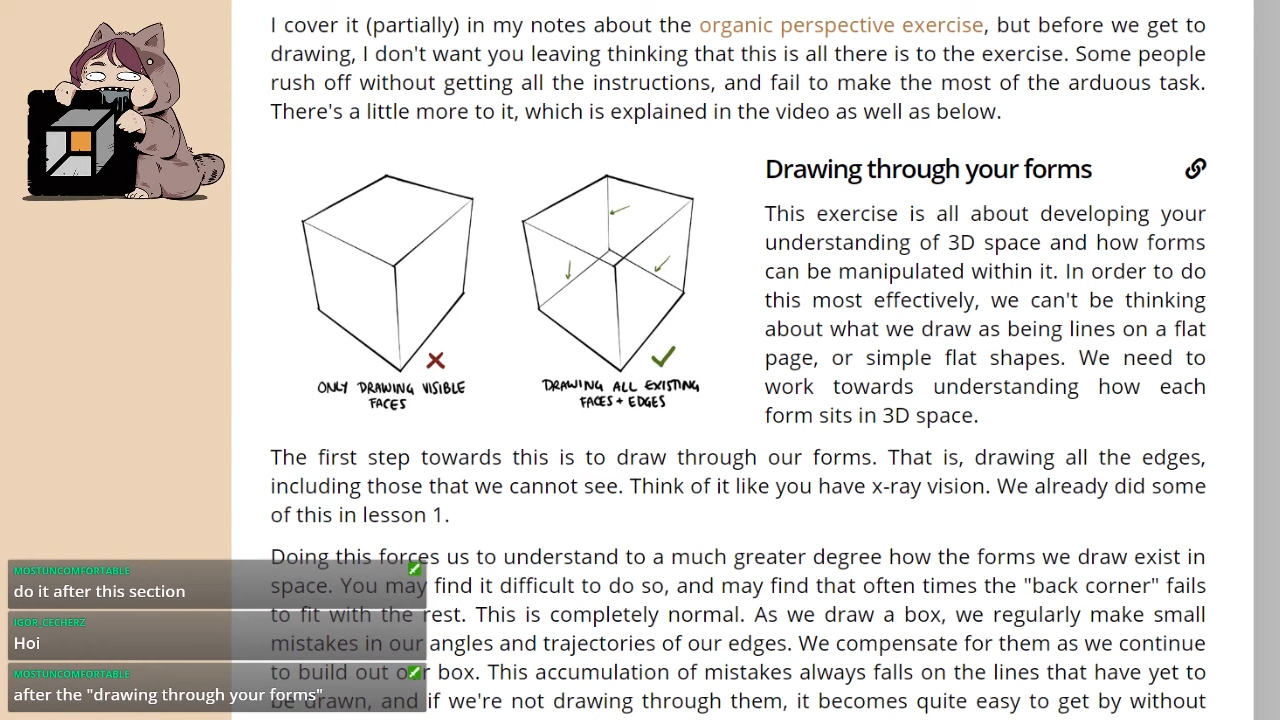 I cover it (partially) in my notes about the organic perspective exercise, but before we get to
drawing, I don't want you leaving thinking that this is all there is to the exercise. Some people
rush off without getting all the instructions, and fail to make the most of the arduous task.
There's a little more to it, which is explained in the video as well as below.
ONLY DRAWING VISIBLE
FACES
DRAWING ALL EXISTING
FACES + EDGES
Drawing through your forms
This exercise is all about developing your
understanding of 3D space and how forms
can be manipulated within it. In order to do
this most effectively, we can't be thinking
about what we draw as being lines on a flat
page, or simple flat shapes. We need to
work towards understanding how each
form sits in 3D space.
The first step towards this is to draw through our forms. That is, drawing all the edges,
including those that we cannot see. Think of it like you have x-ray vision. We already did some
of this in lesson 1.
Doing this forces us to understand to a much greater degree how the forms we draw exist in
space. You may find it difficult to do so, and may find that often times the "back corner" fails
to fit with the rest. This is completely normal. As we draw a box, we regularly make small
mistakes in our angles and trajectories of our edges. We compensate for them as we continue
to build out our box. This accumulation of mistakes always falls on the lines that have yet to
be drawn, and if we're not drawing through them, it becomes quite easy to get by without
MOSTUNCOMFORTABLE
do it after this section
IGOR_CECHERZ
Hoi
MOSTUNCOMFORTABLE
after the "drawing through your forms"